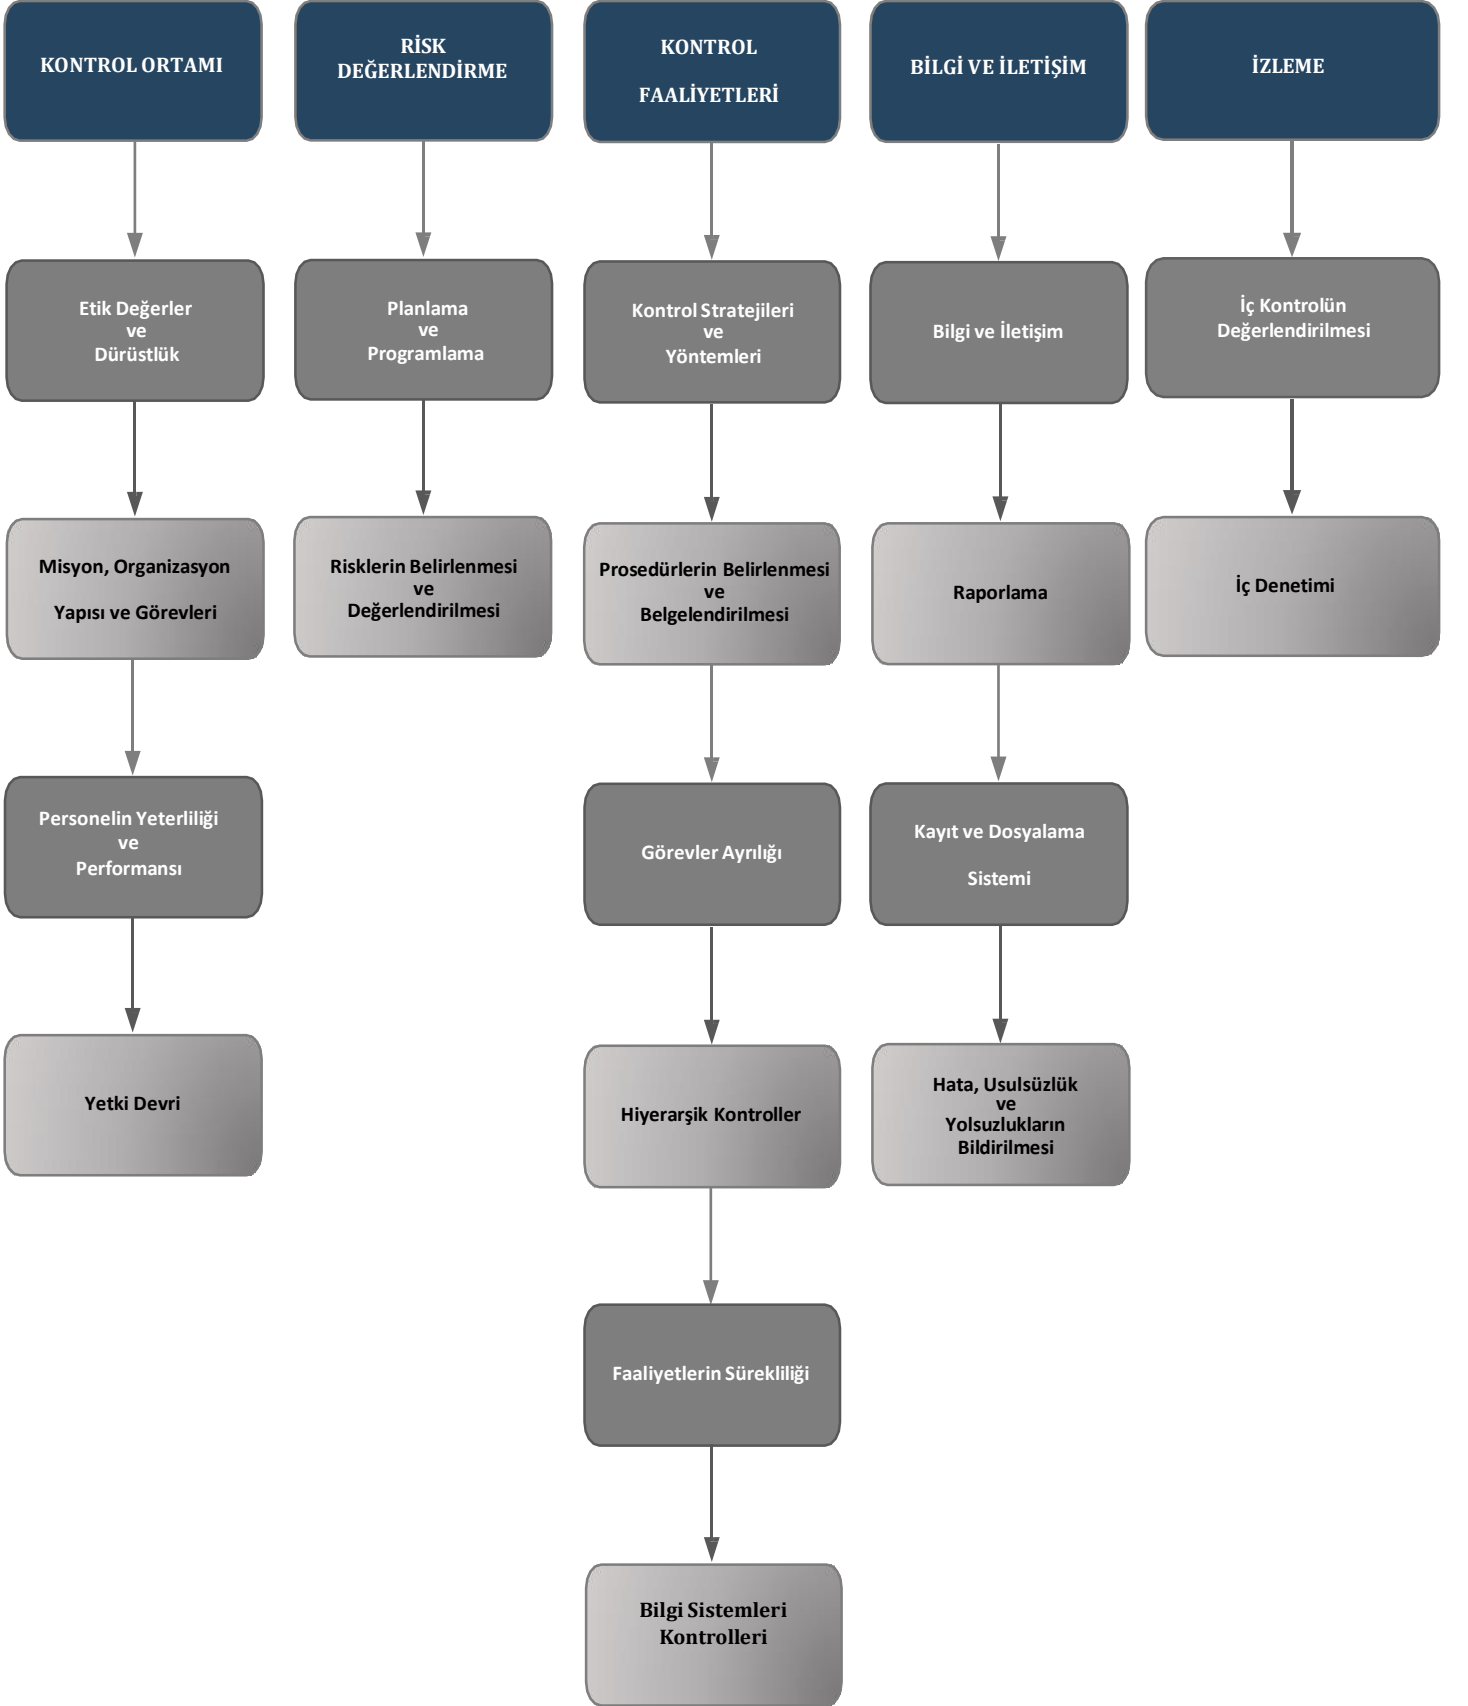 KONTROL ORTAMI
RİSK
DEĞERLENDİRME
KONTROL
FAALİYETLERİ
BİLGİ VE İLETİŞİM
İZLEME
Etik Değerler
ve
Dürüstlük
Planlama
ve
Programlama
Kontrol Stratejileri
ve
Yöntemleri
Bilgi ve İletişim
İç Kontrolün
Değerlendirilmesi
Misyon, Organizasyon
Yapısı ve Görevleri
Risklerin Belirlenmesi
ve
Değerlendirilmesi
Prosedürlerin Belirlenmesi
ve
Belgelendirilmesi
Raporlama
İç Denetimi
Personelin Yeterliliği
ve
Performansı
Görevler Ayrılığı
Kayıt ve Dosyalama
Sistemi
Yetki Devri
Hiyerarşik Kontroller
Hata, Usulsüzlük
ve
Yolsuzlukların
Bildirilmesi
Faaliyetlerin Sürekliliği
Bilgi Sistemleri
Kontrolleri